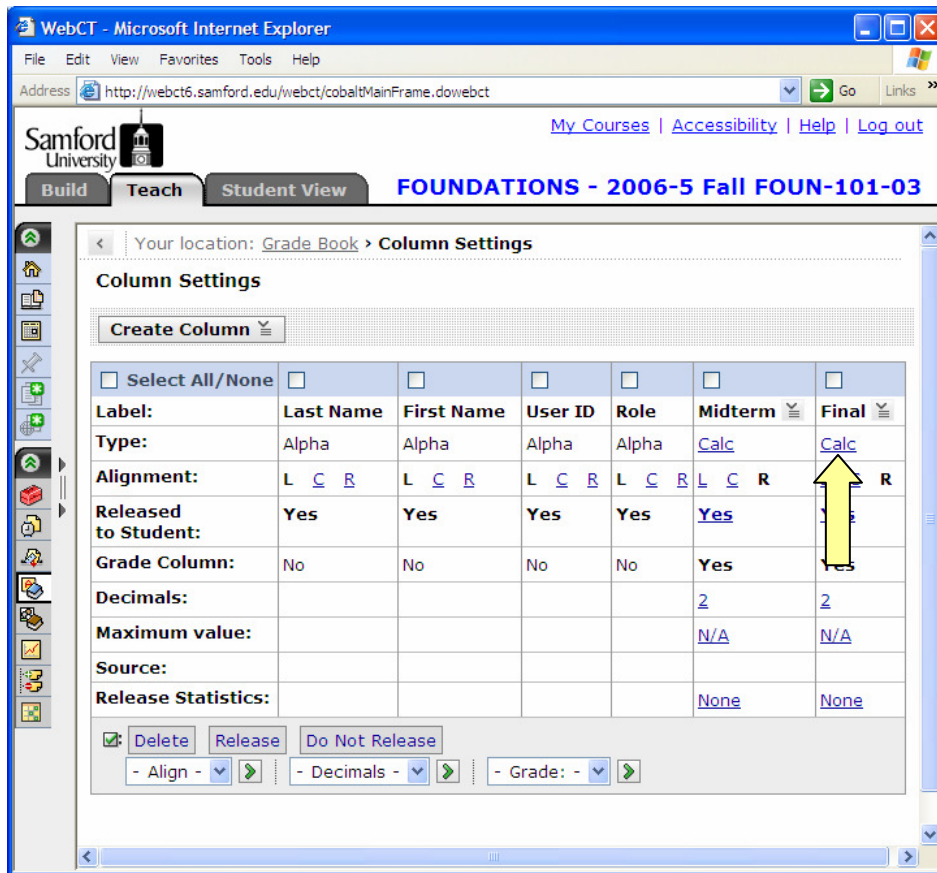 WebCT - Microsoft Internet Explorer
File Edit View Favorites Tools Help
Address http://webct6.samford.edu/webct/cobaltMainFrame.dowebct Go Links »
My Courses | Accessibility | Help | Log out
Samford
University
Build Teach Student View FOUNDATIONS - 2006-5 Fall FOUN-101-03
Your location: Grade Book › Column Settings
Column Settings
Create Column
Select All/None
Label: Last Name First Name User ID Role Midterm Final
Type: Alpha Alpha Alpha Alpha Calc Calc
Alignment: L C R L C R L C R L C R L C R R
Released
to Student: Yes Yes Yes Yes Yes Yes
Grade Column: No No No No Yes Yes
Decimals: 2 2
Maximum value: N/A N/A
Source:
Release Statistics: None None
Delete Release Do Not Release
- Align - - Decimals - - Grade: -